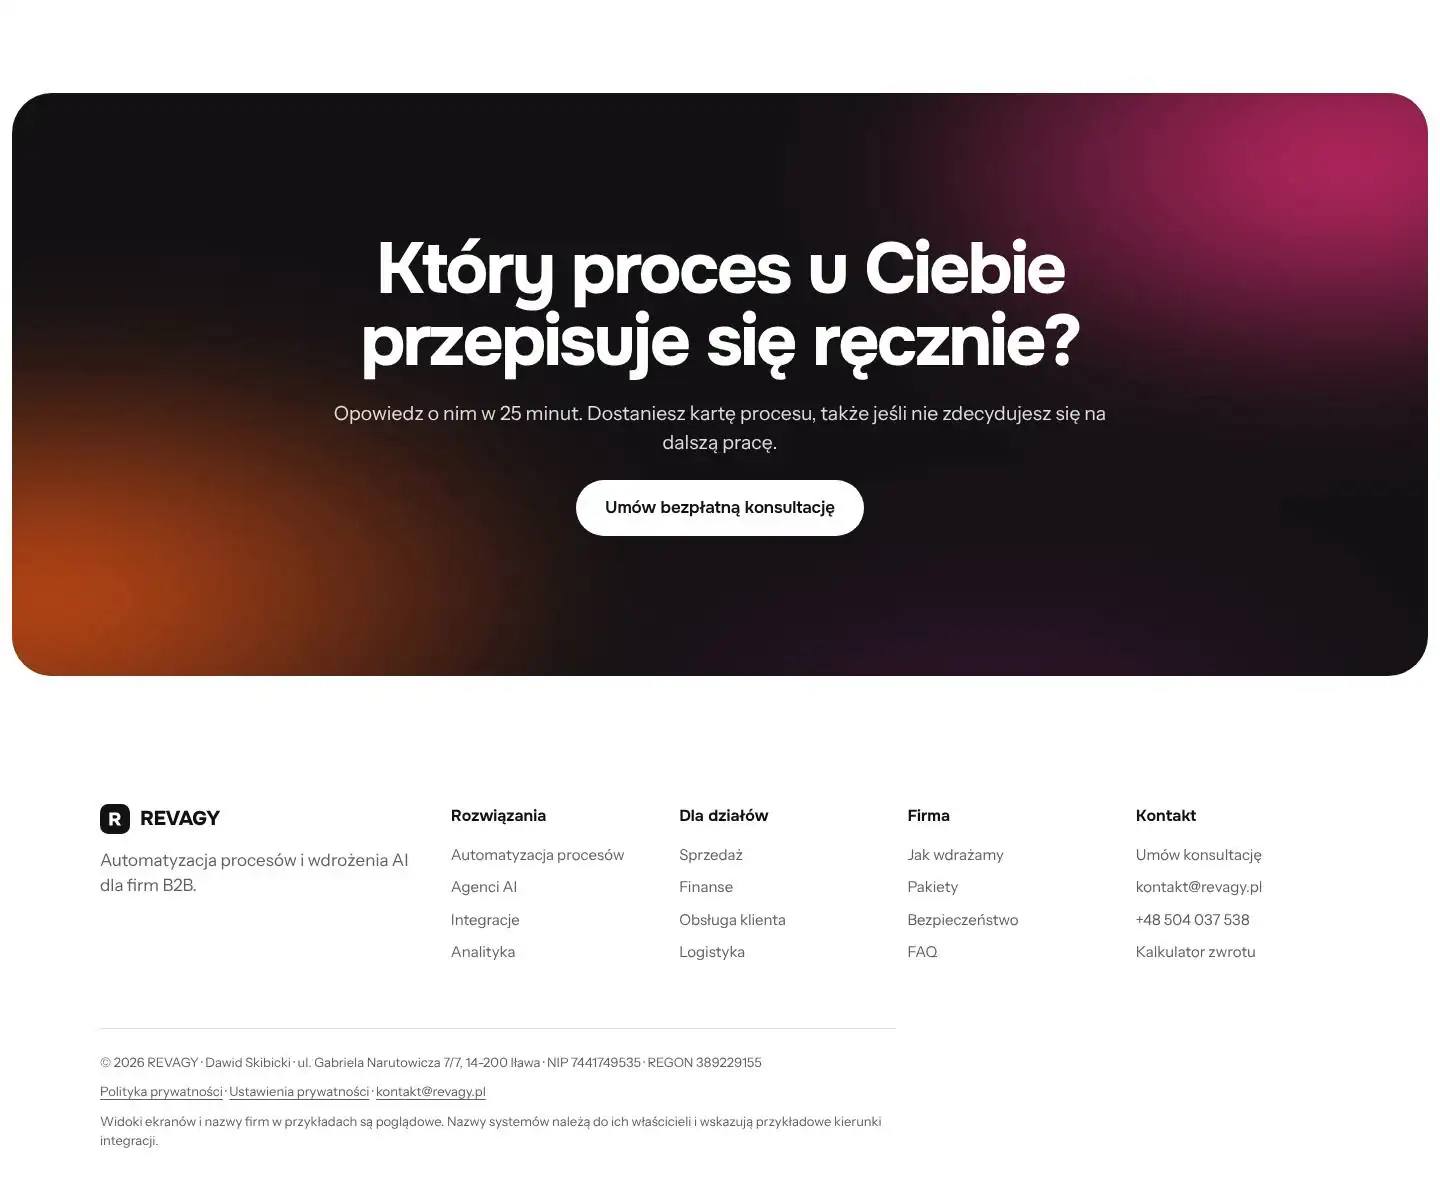 Który proces u Ciebie
przepisuje się ręcznie?
Opowiedz o nim w 25 minut. Dostaniesz kartę procesu, także jeśli nie zdecydujesz się na
dalszą pracę.
Umów bezpłatną konsultację
R REVAGY
Automatyzacja procesów i wdrożenia AI
dla firm B2B.
Rozwiązania
Automatyzacja procesów
Agenci AI
Integracje
Analityka
Dla działów
Sprzedaż
Finanse
Obsługa klienta
Logistyka
Firma
Jak wdrażamy
Pakiety
Bezpieczeństwo
FAQ
Kontakt
Umów konsultację
kontakt@revagy.pl
+48 504 037 538
Kalkulator zwrotu
© 2026 REVAGY · Dawid Skibicki · ul. Gabriela Narutowicza 7/7, 14-200 Iława · NIP 7441749535 · REGON 389229155
Polityka prywatności · Ustawienia prywatności · kontakt@revagy.pl
Widoki ekranów i nazwy firm w przykładach są poglądowe. Nazwy systemów należą do ich właścicieli i wskazują przykładowe kierunki
integracji.